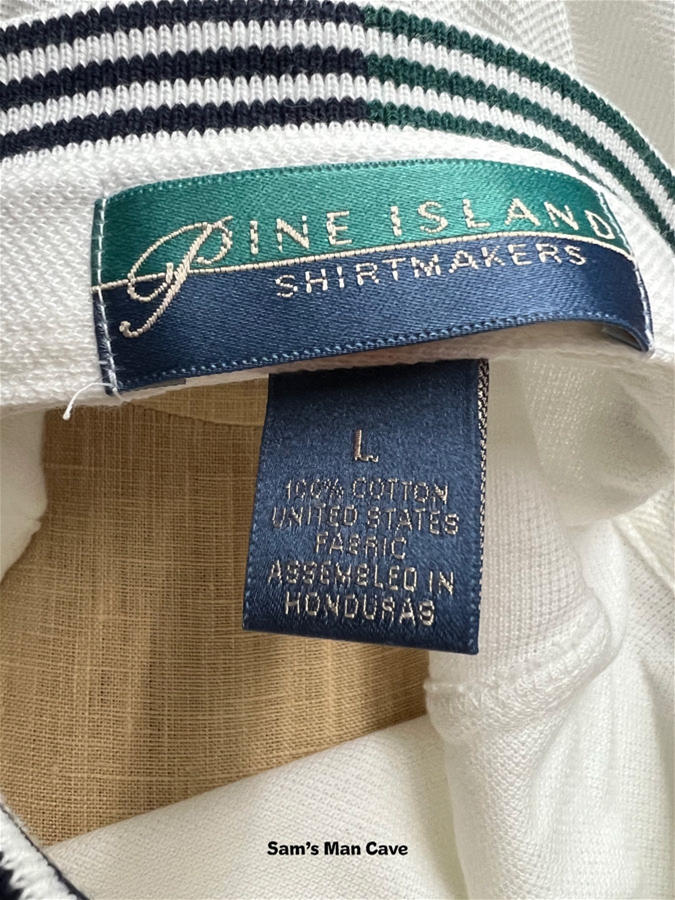 PINE ISLAND
SHIRTMAKERS
L
100% COTTON
UNITED STATES
FABRIC
ASSEMBLED IN
HONDURAS
Sam's Man Cave